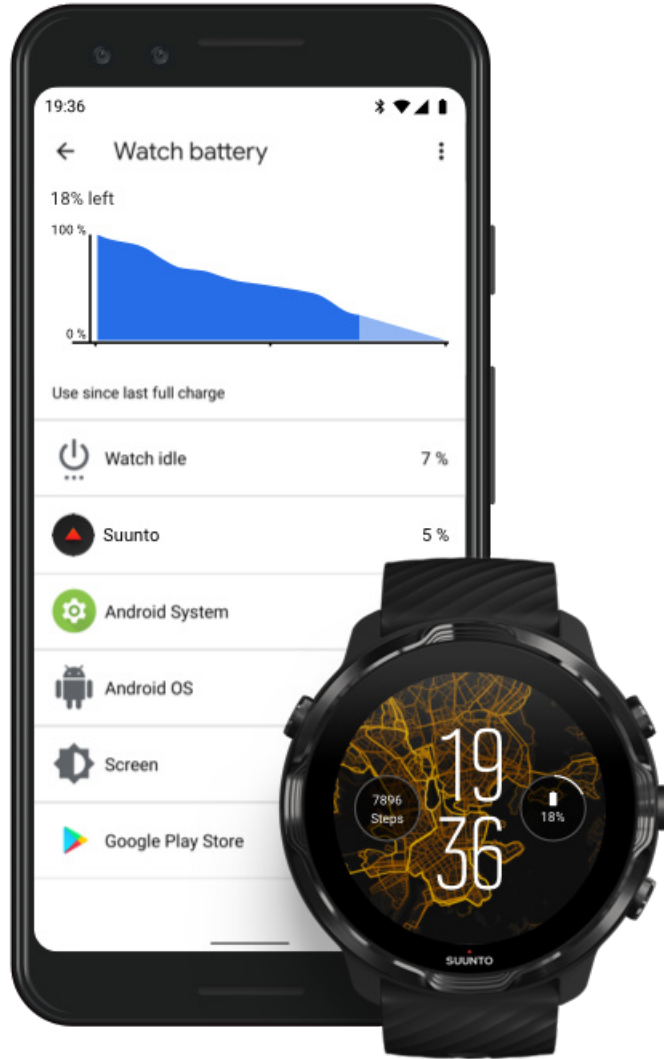 19:36
Watch battery
18% left
100 %
0 %
Use since last full charge
Watch idle
7 %
Suunto
5 %
Android System
Android OS
Screen
Google Play Store
19
36
7896
Steps
18%
SUUNTO